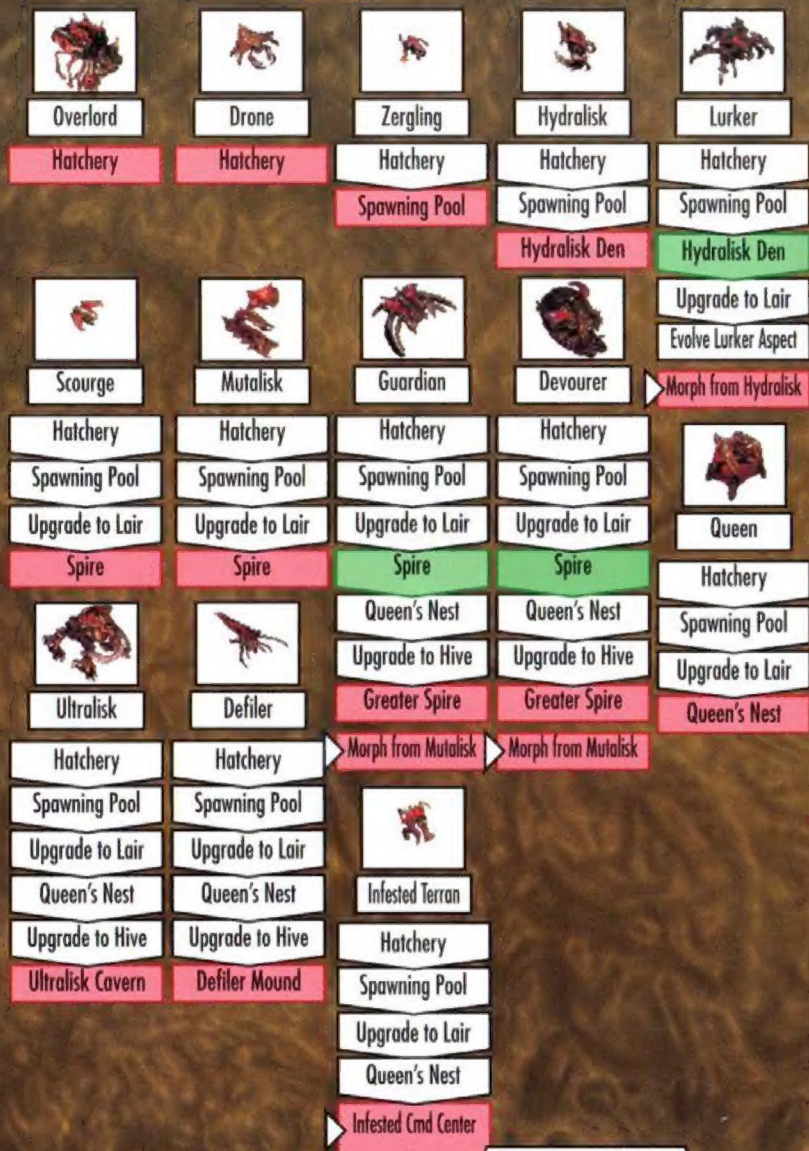 Overlord
Hatchery
Drone
Hatchery
Zergling
Hatchery
Spawning Pool
Hydralisk
Hatchery
Spawning Pool
Hydralisk Den
Lurker
Hatchery
Spawning Pool
Hydralisk Den
Upgrade to Lair
Evolve Lurker Aspect
Morph from Hydralisk
Scourge
Hatchery
Spawning Pool
Upgrade to Lair
Spire
Mutalisk
Hatchery
Spawning Pool
Upgrade to Lair
Spire
Guardian
Hatchery
Spawning Pool
Upgrade to Lair
Spire
Queen's Nest
Upgrade to Hive
Greater Spire
Morph from Mutalisk
Devourer
Hatchery
Spawning Pool
Upgrade to Lair
Spire
Queen's Nest
Upgrade to Hive
Greater Spire
Morph from Mutalisk
Queen
Hatchery
Spawning Pool
Upgrade to Lair
Queen's Nest
Ultralisk
Hatchery
Spawning Pool
Upgrade to Lair
Queen's Nest
Upgrade to Hive
Ultralisk Cavern
Defiler
Hatchery
Spawning Pool
Upgrade to Lair
Queen's Nest
Upgrade to Hive
Defiler Mound
Infested Terran
Hatchery
Spawning Pool
Upgrade to Lair
Queen's Nest
Infested Cmd Center